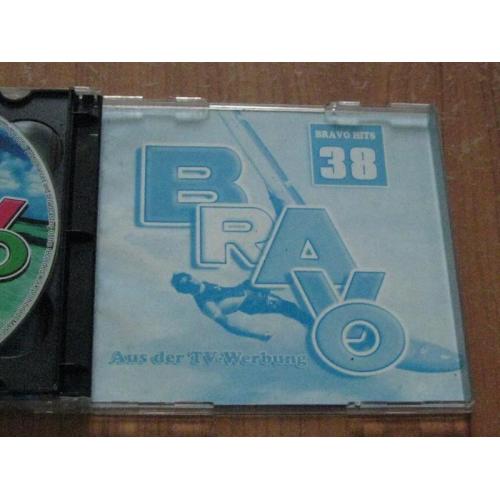 BRAVO HITS
38
BRAVO
Aus der TV-Werbung